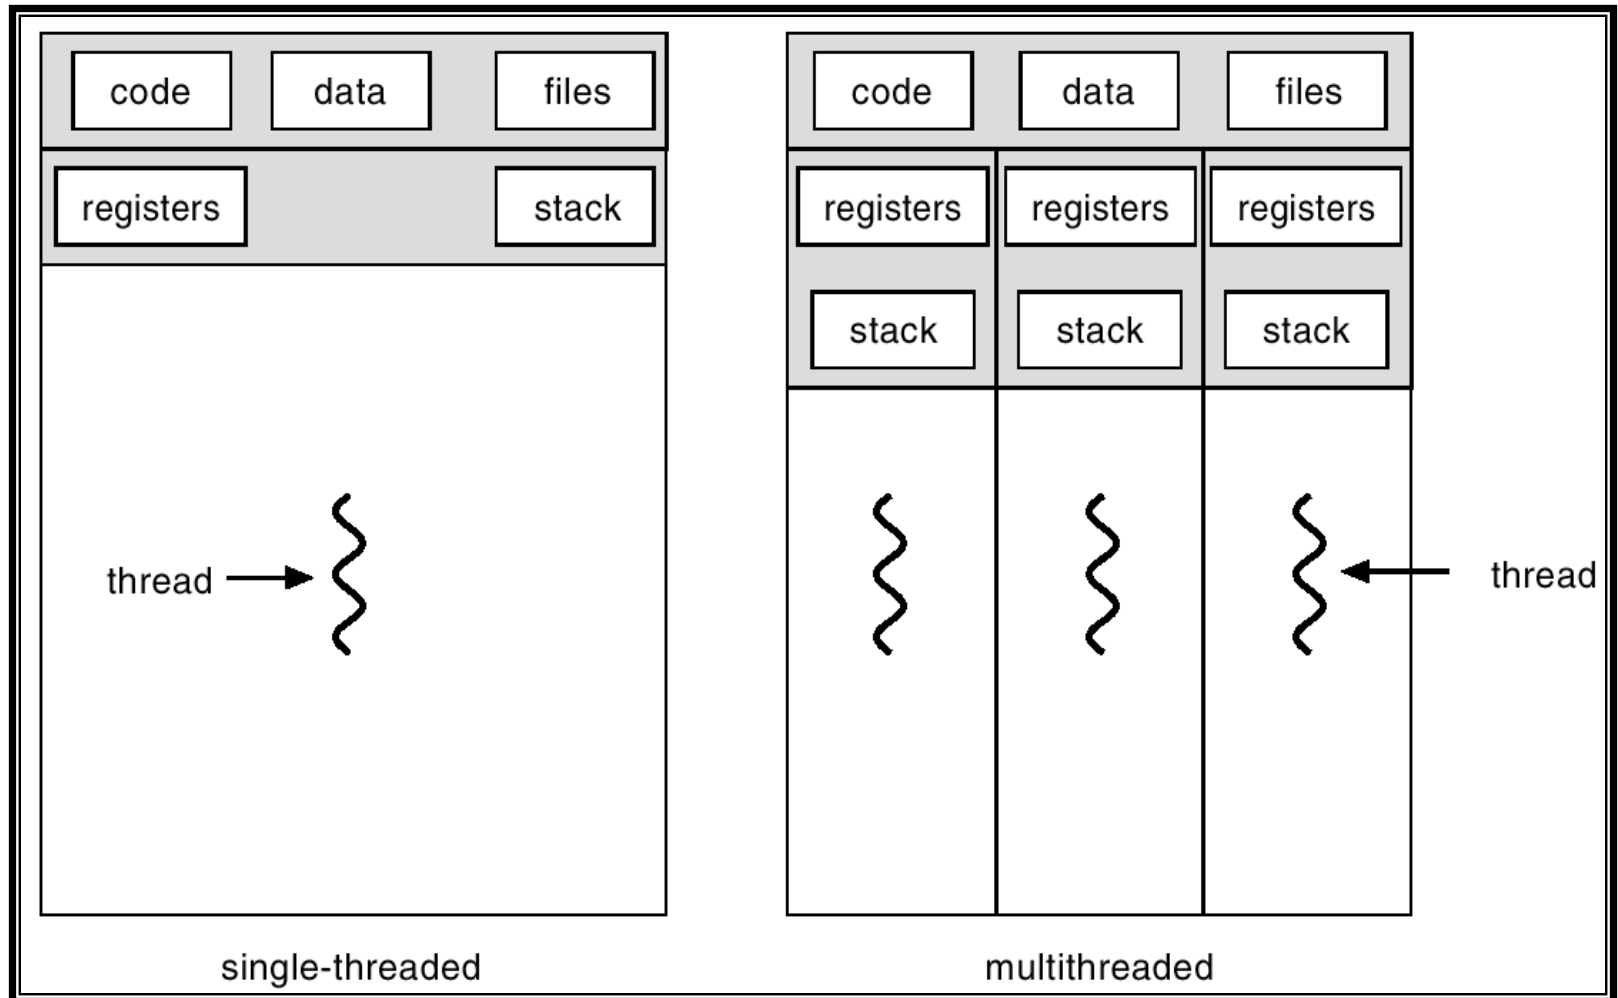 code data files
registers stack
thread
single-threaded
code data files
registers registers registers
stack stack stack
thread
multithreaded